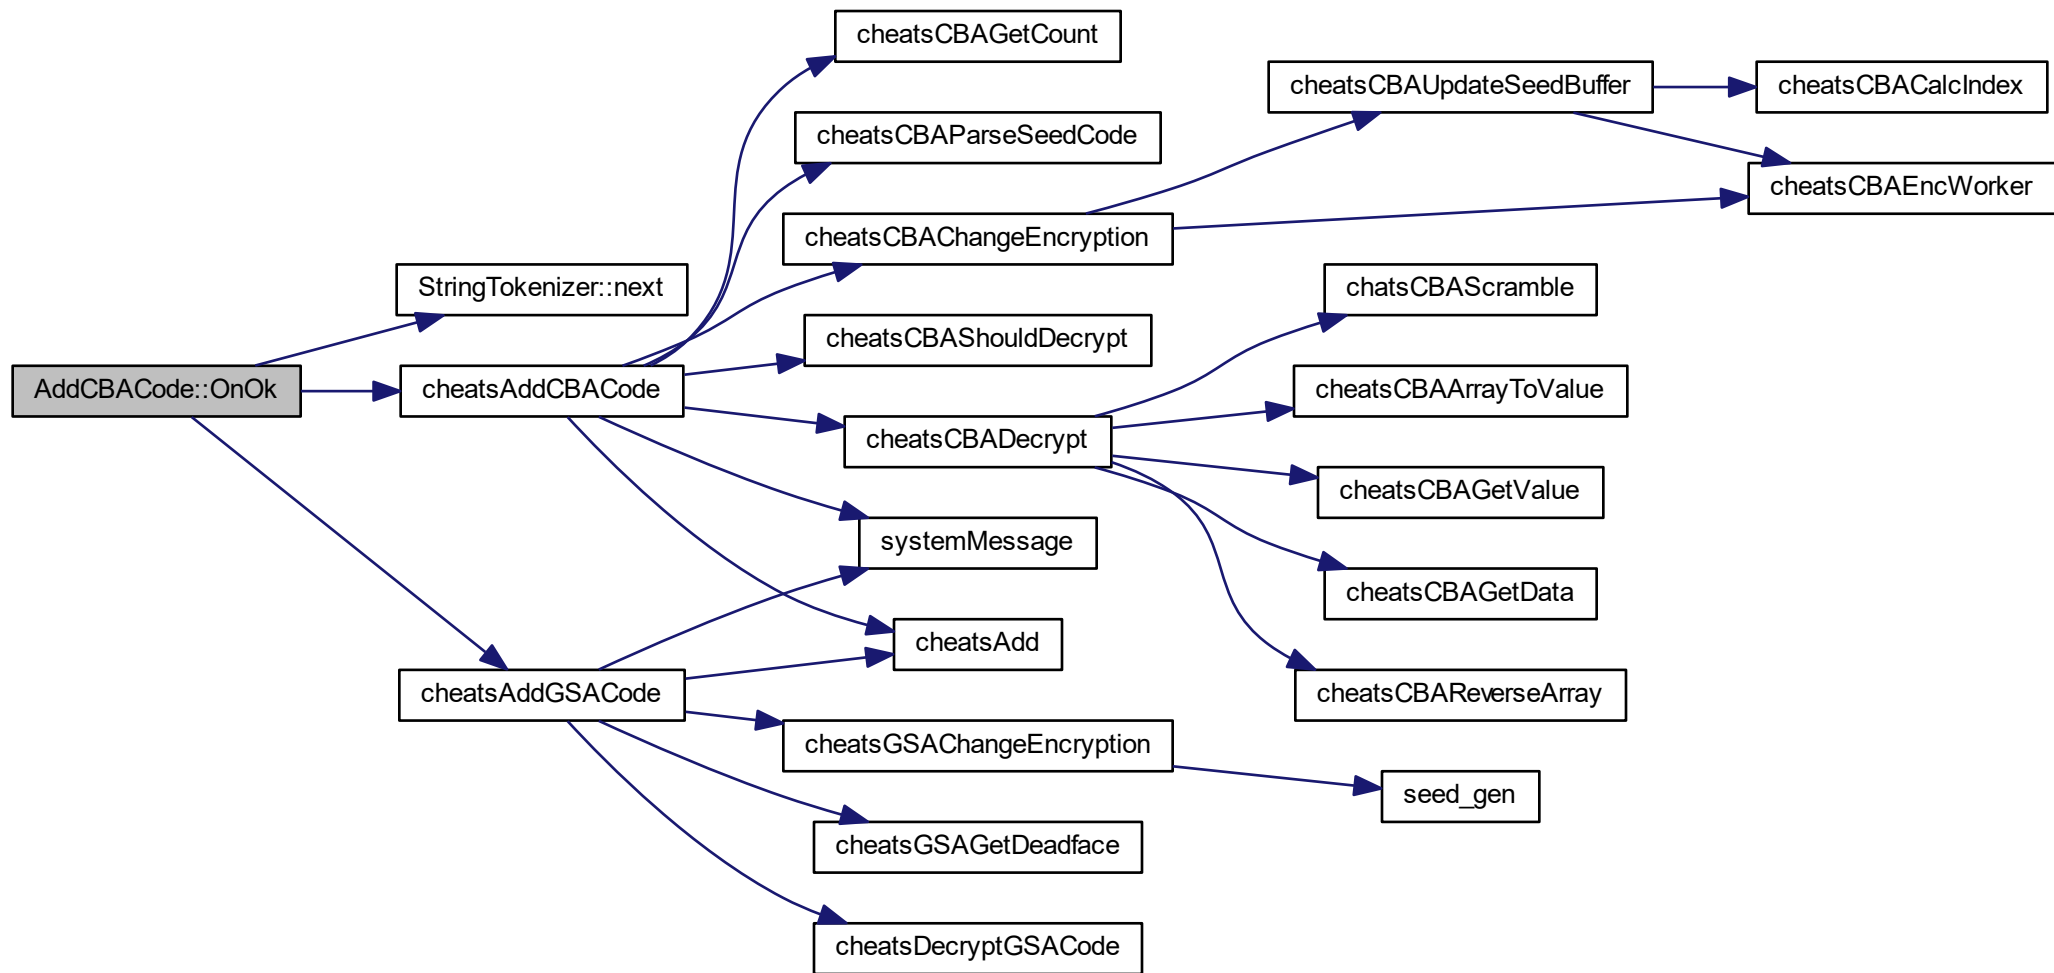 cheatsCBAGetCount
cheatsCBAUpdateSeedBuffer
cheatsCBACalcIndex
cheatsCBAParseSeedCode
cheatsCBAEncWorker
cheatsCBAChangeEncryption
StringTokenizer::next
chatsCBAScramble
cheatsCBAShouldDecrypt
AddCBACode::OnOk
cheatsAddCBACode
cheatsCBAArrayToValue
cheatsCBADecrypt
cheatsCBAGetValue
systemMessage
cheatsCBAGetData
cheatsAdd
cheatsAddGSACode
cheatsCBAReverseArray
cheatsGSAChangeEncryption
seed_gen
cheatsGSAGetDeadface
cheatsDecryptGSACode